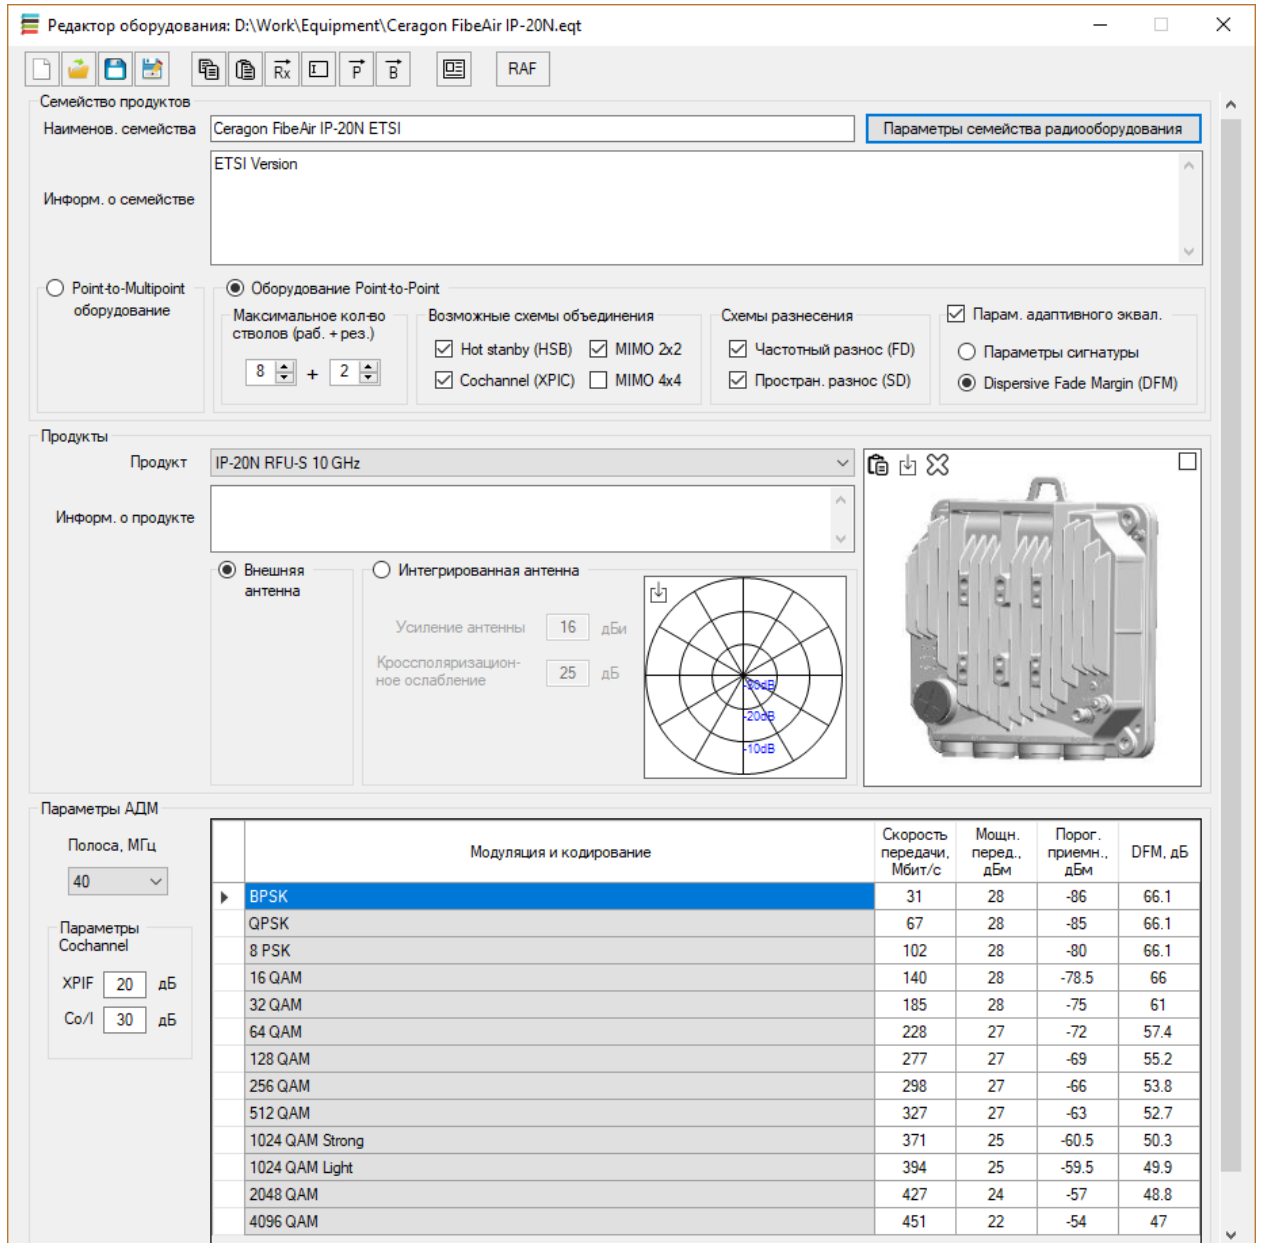 Редактор оборудования: D:\Work\Equipment\Ceragon FibeAir IP-20N.eqt
Rx I P B RAF
Семейство продуктов
Наименов. семейства Ceragon FibeAir IP-20N ETSI Параметры семейства радиооборудования
Информ. о семействе ETSI Version
Point-to-Multipoint
оборудование
Оборудование Point-to-Point
Максимальное кол-во
стволов (раб. + рез.)
8 + 2
Возможные схемы объединения
Hot stanby (HSB) MIMO 2x2
Cochannel (XPIC) MIMO 4x4
Схемы разнесения
Частотный разнос (FD)
Простран. разнос (SD)
Парам. адаптивного эквал.
Параметры сигнатуры
Dispersive Fade Margin (DFM)
Продукты
Продукт IP-20N RFU-S 10 GHz
Информ. о продукте
Внешняя
антенна
Интегрированная антенна
Усиление антенны 16 дБи
Кроссполяризацион-
ное ослабление 25 дБ
-30dB
-20dB
-10dB
Параметры АДМ
Полоса, МГц
40
Параметры
Cochannel
XPIF 20 дБ
Co/I 30 дБ
Модуляция и кодирование
Скорость
передачи,
Мбит/с
Мощн.
перед.,
дБм
Порог.
приемн.,
дБм
DFM, дБ
BPSK 31 28 -86 66.1
QPSK 67 28 -85 66.1
8 PSK 102 28 -80 66.1
16 QAM 140 28 -78.5 66
32 QAM 185 28 -75 61
64 QAM 228 27 -72 57.4
128 QAM 277 27 -69 55.2
256 QAM 298 27 -66 53.8
512 QAM 327 27 -63 52.7
1024 QAM Strong 371 25 -60.5 50.3
1024 QAM Light 394 25 -59.5 49.9
2048 QAM 427 24 -57 48.8
4096 QAM 451 22 -54 47